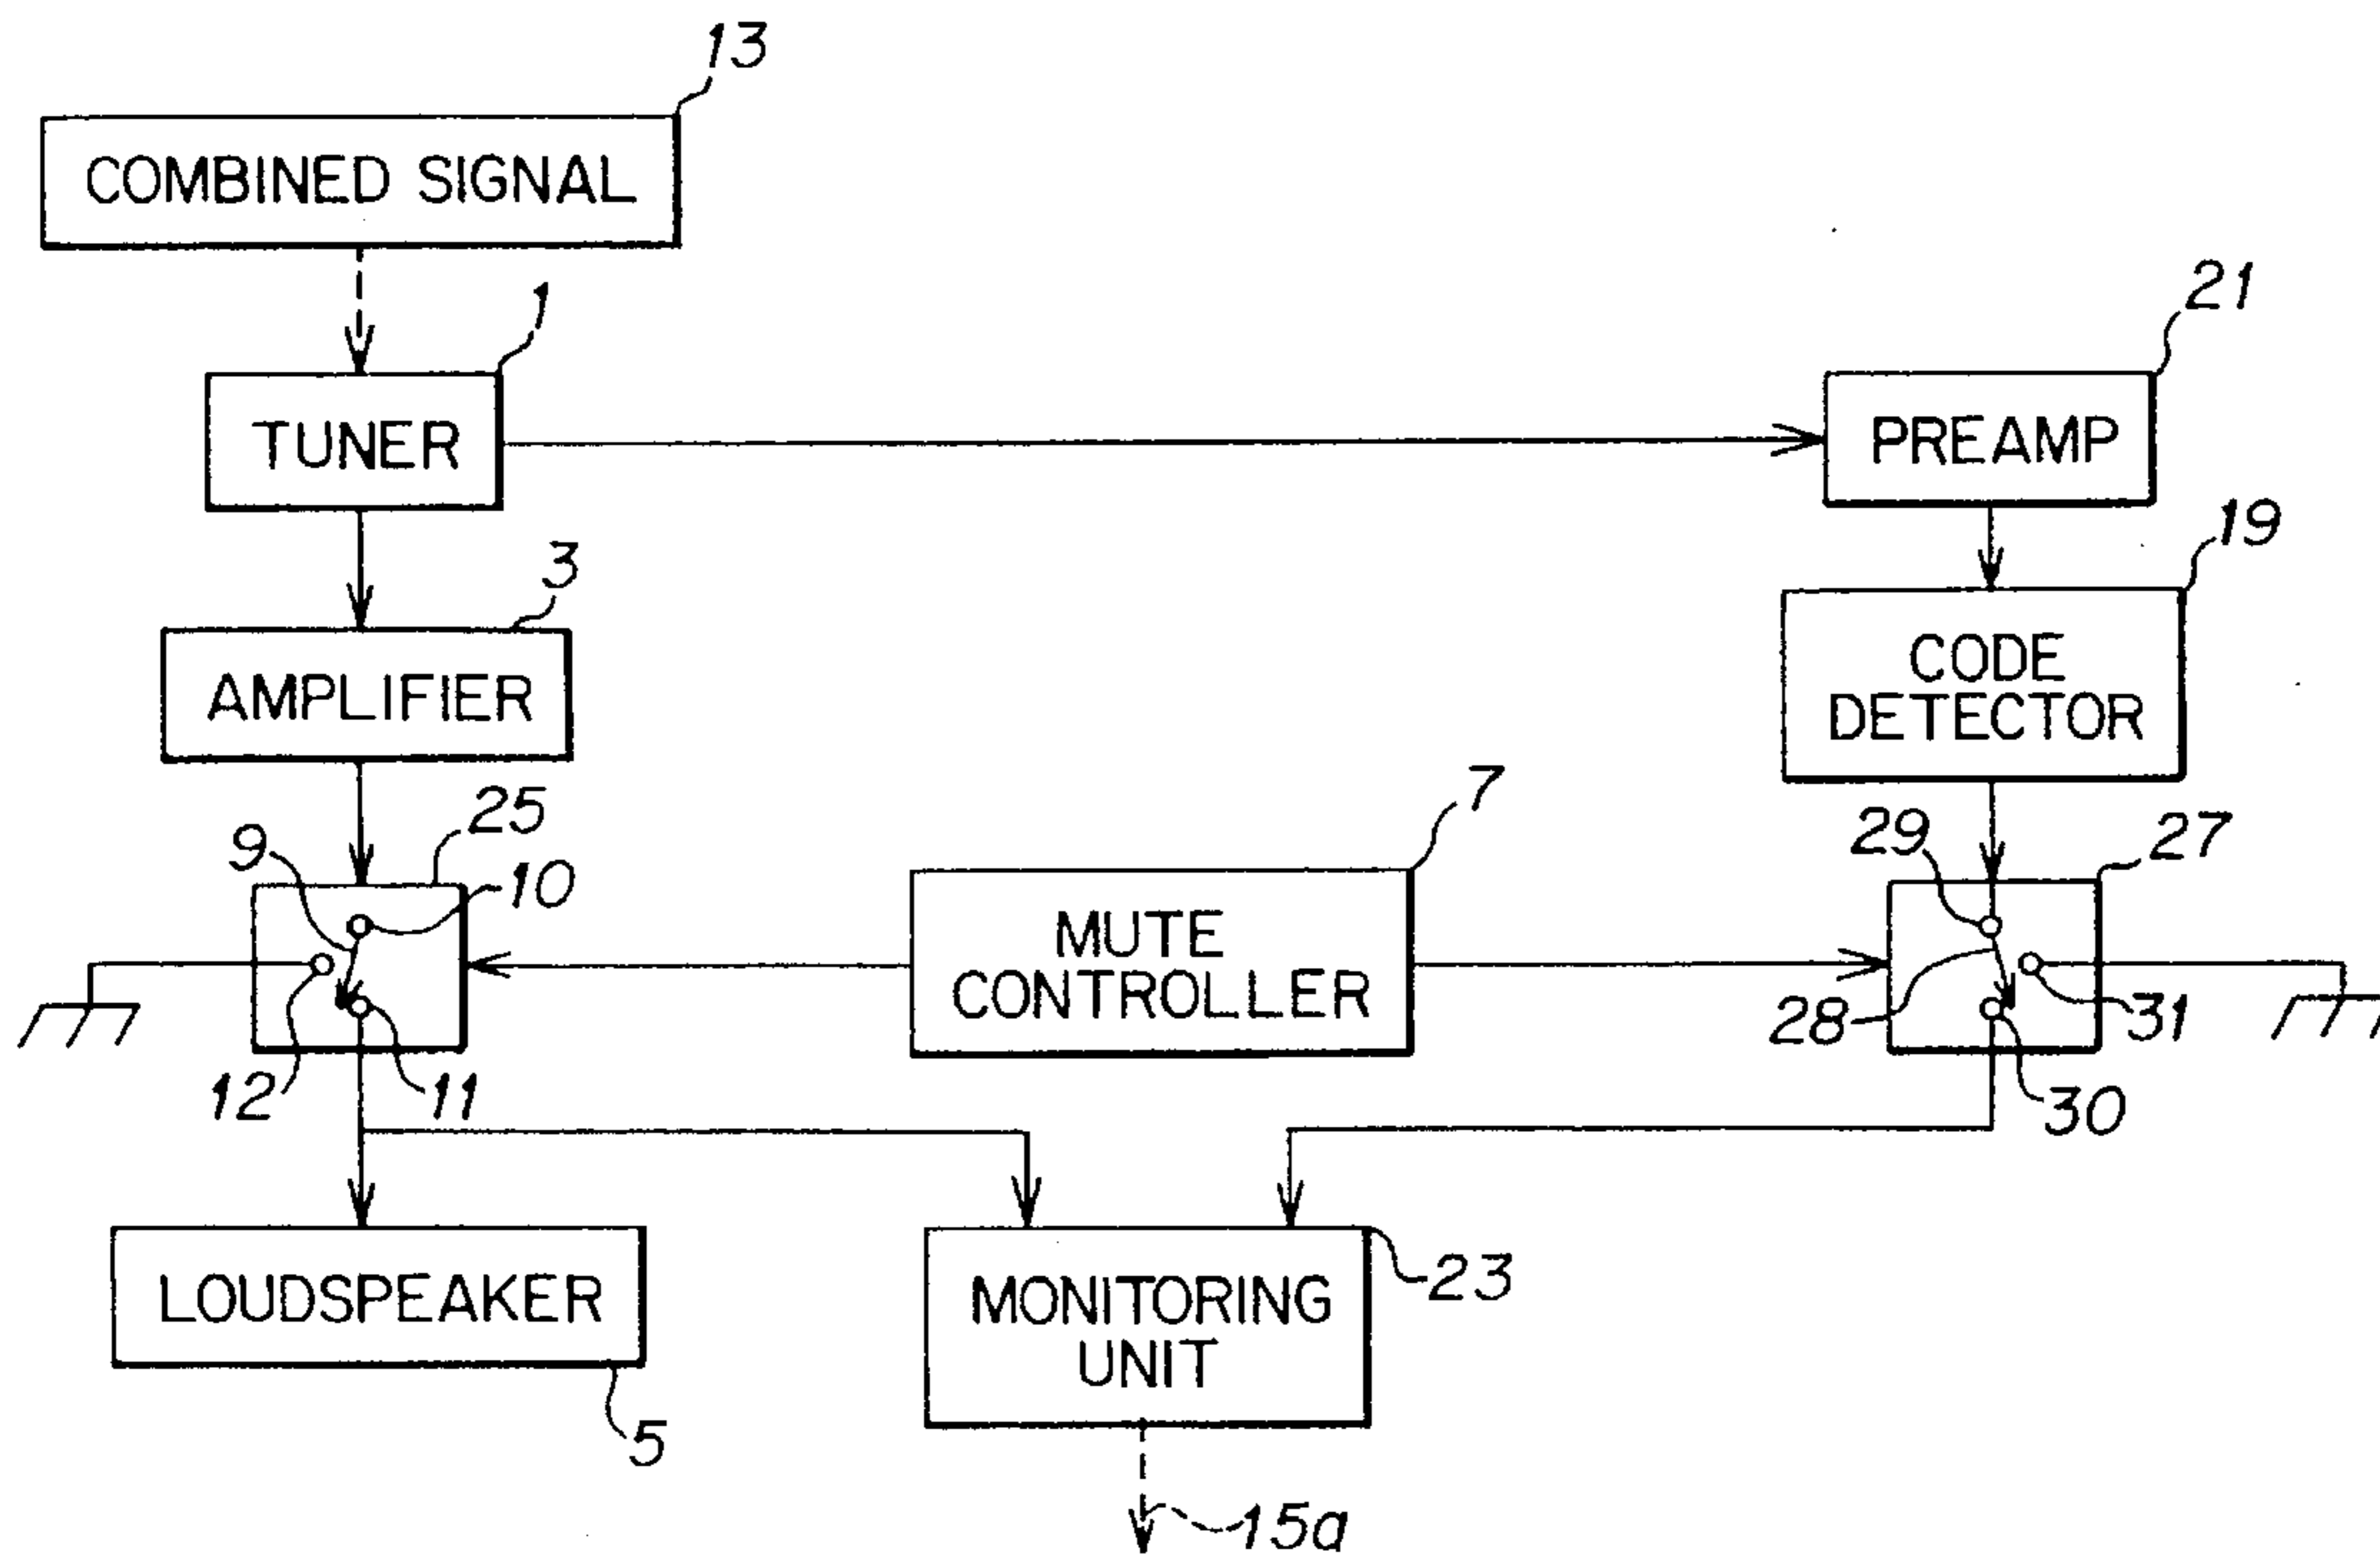 13
COMBINED SIGNAL
1
21
TUNER
PREAMP
3
19
AMPLIFIER
CODE
DETECTOR
7
25
9
10
29
27
MUTE
CONTROLLER
28
31
12
11
30
LOUDSPEAKER
MONITORING
UNIT
23
5
15a